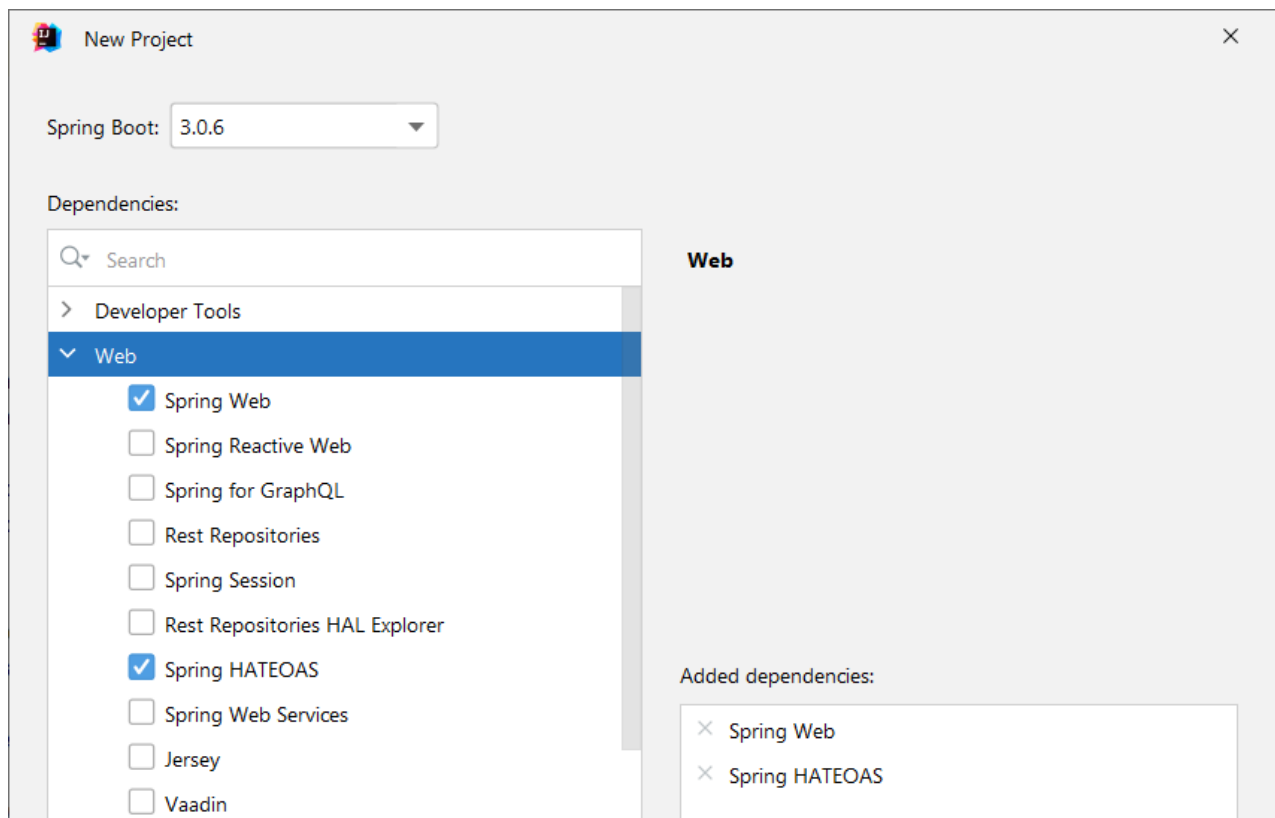 New Project
Spring Boot: 3.0.6
Dependencies:
Search
Developer Tools
Web
Spring Web
Spring Reactive Web
Spring for GraphQL
Rest Repositories
Spring Session
Rest Repositories HAL Explorer
Spring HATEOAS
Spring Web Services
Jersey
Vaadin
Web
Added dependencies:
Spring Web
Spring HATEOAS